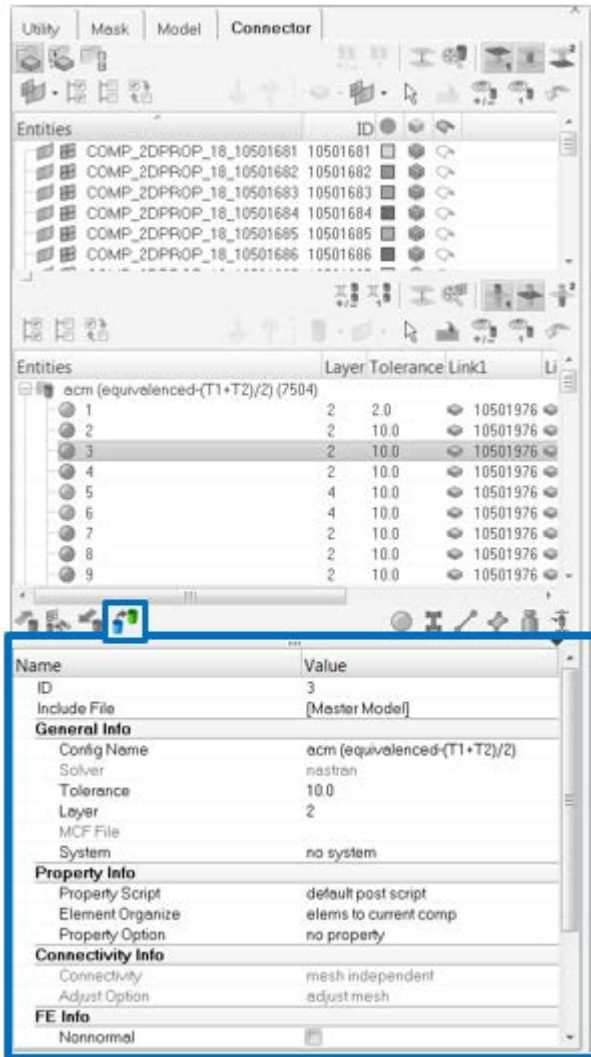 Utility Mask Model Connector
Entities ID
COMP_2DPROP_18_10501681 10501681
COMP_2DPROP_18_10501682 10501682
COMP_2DPROP_18_10501683 10501683
COMP_2DPROP_18_10501684 10501684
COMP_2DPROP_18_10501685 10501685
COMP_2DPROP_18_10501686 10501686
Entities Layer Tolerance Link1 Li
acm (equivalenced-(T1+T2)/2) (7504)
1 2 2.0 10501976
2 2 10.0 10501976
3 2 10.0 10501976
4 2 10.0 10501976
5 4 10.0 10501976
6 4 10.0 10501976
7 2 10.0 10501976
8 2 10.0 10501976
9 2 10.0 10501976
Name Value
ID 3
Include File [Master Model]
General Info
Config Name acm (equivalenced-(T1+T2)/2)
Solver nastran
Tolerance 10.0
Layer 2
MCF File
System no system
Property Info
Property Script default post script
Element Organize elems to current comp
Property Option no property
Connectivity Info
Connectivity mesh independent
Adjust Option adjust mesh
FE Info
Nonnormal